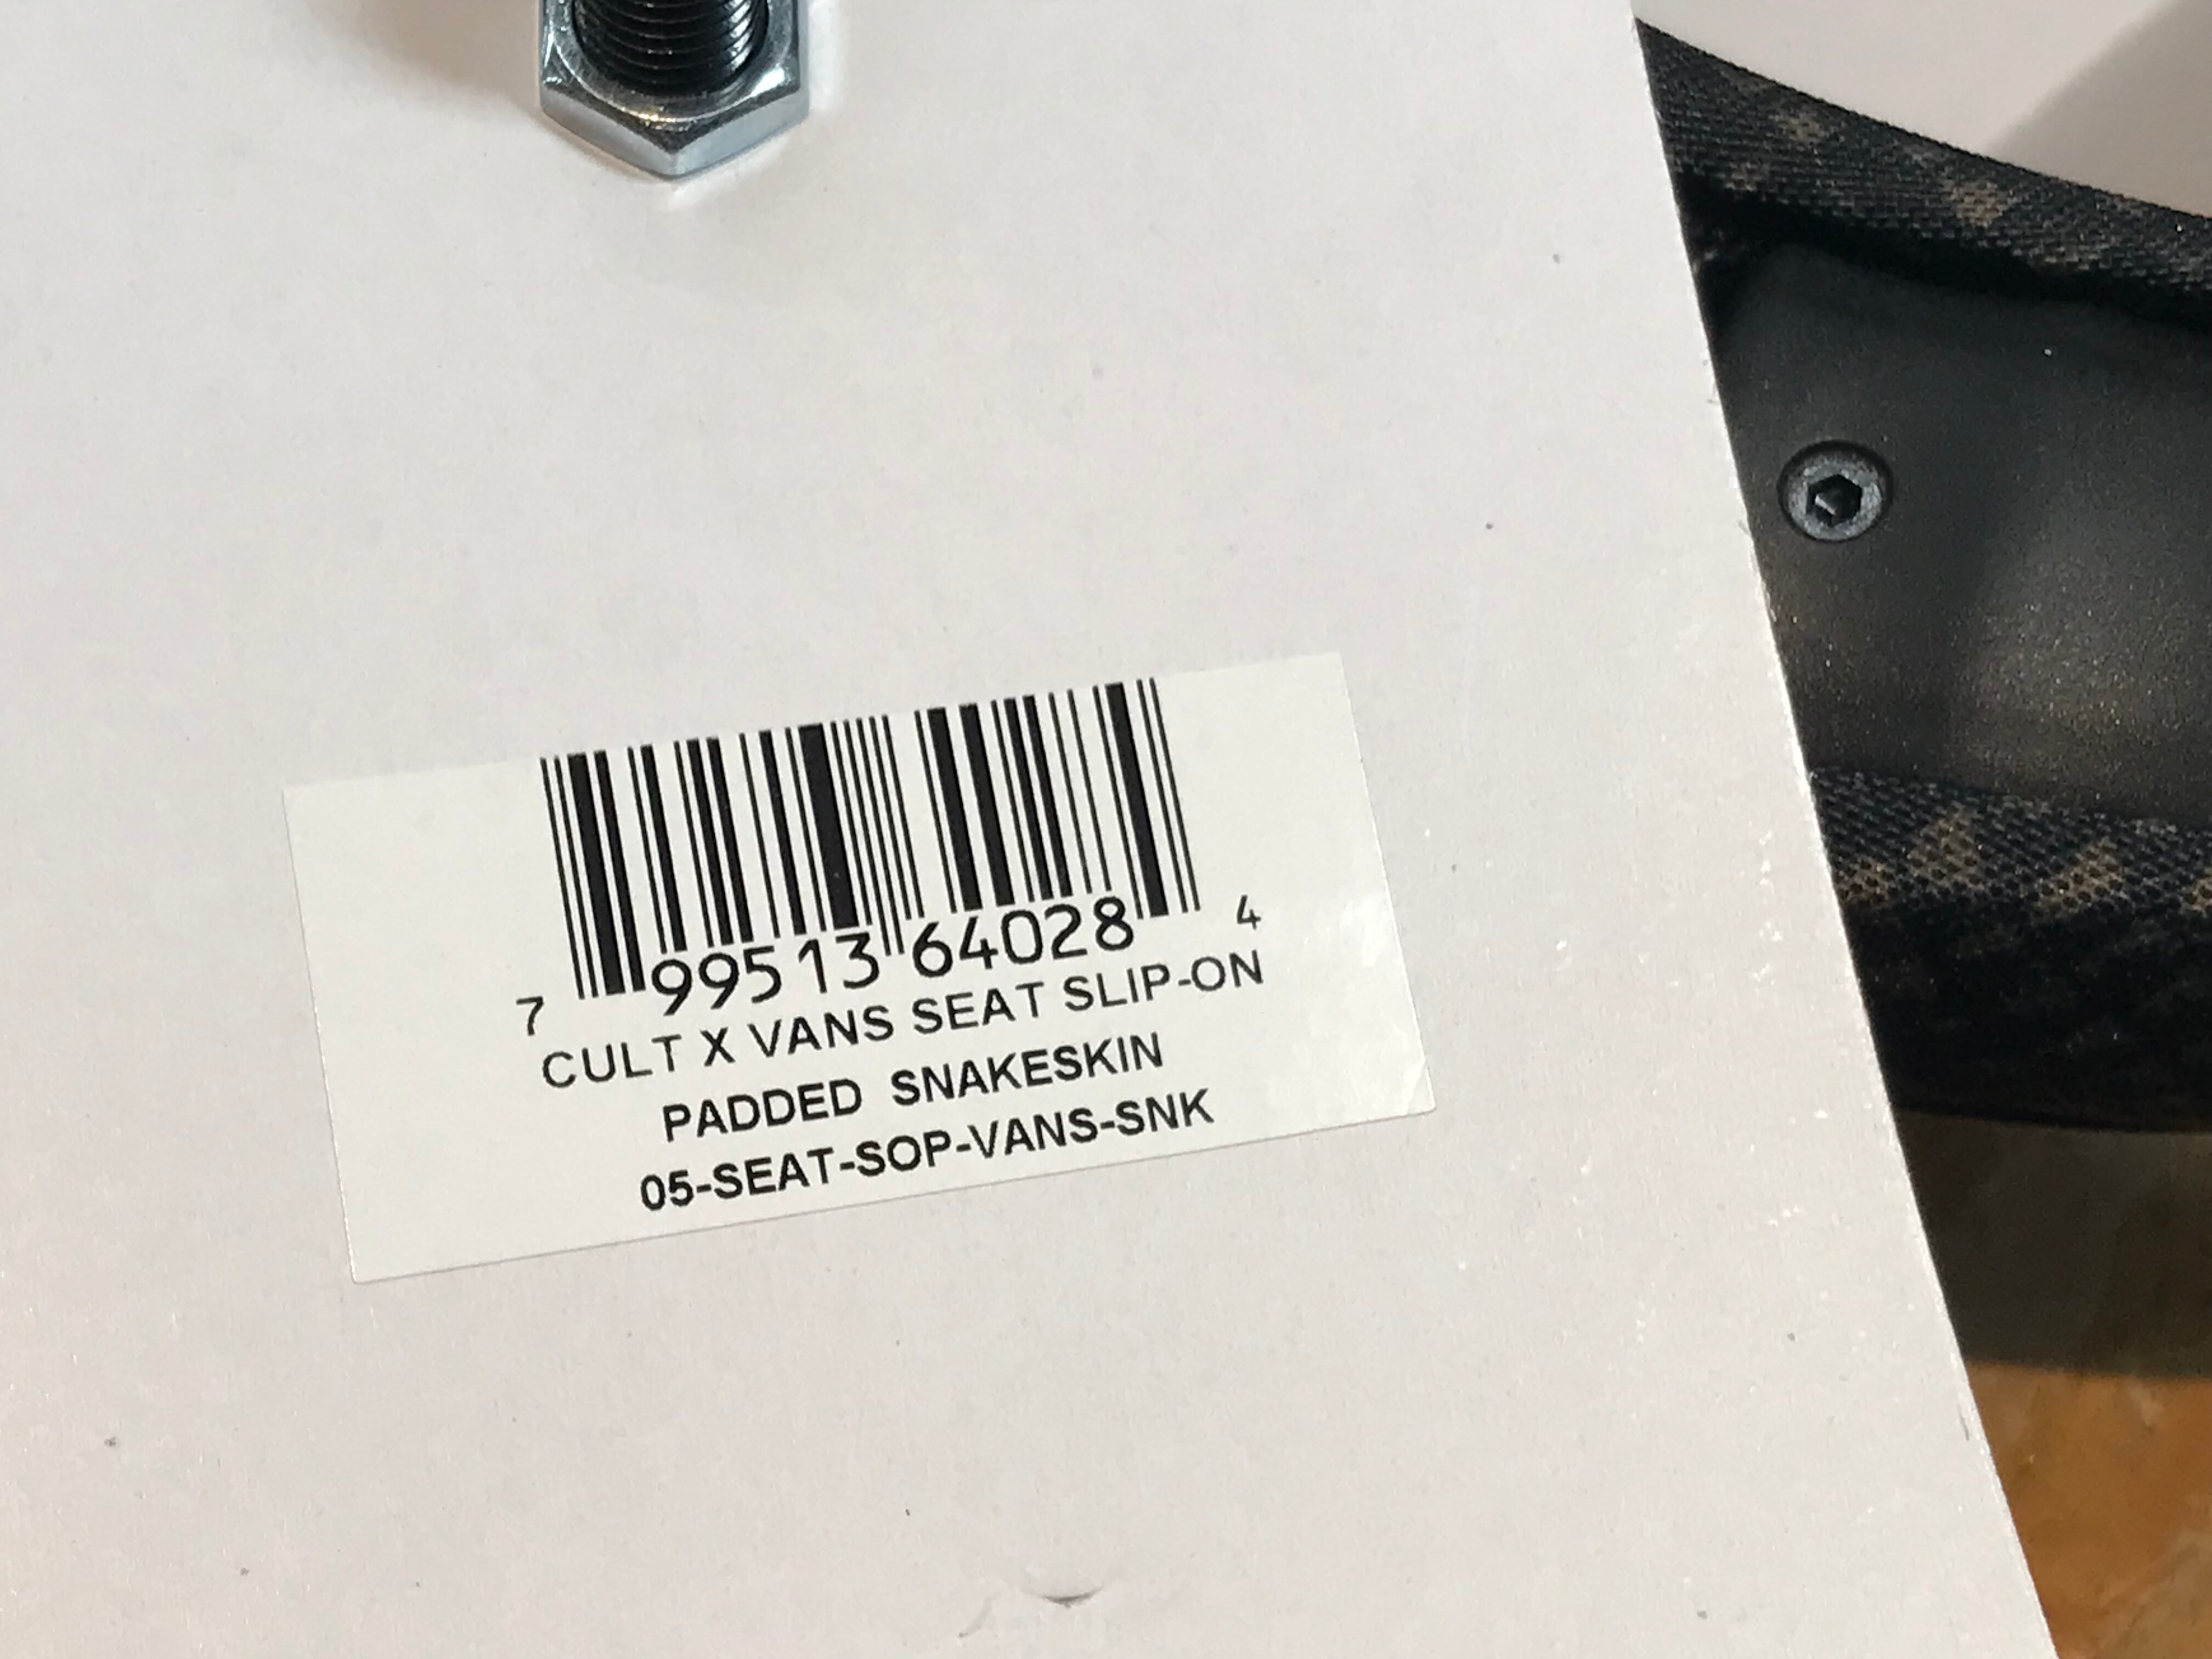 7 99513 64028 4
CULT X VANS SEAT SLIP-ON
PADDED SNAKESKIN
05-SEAT-SOP-VANS-SNK